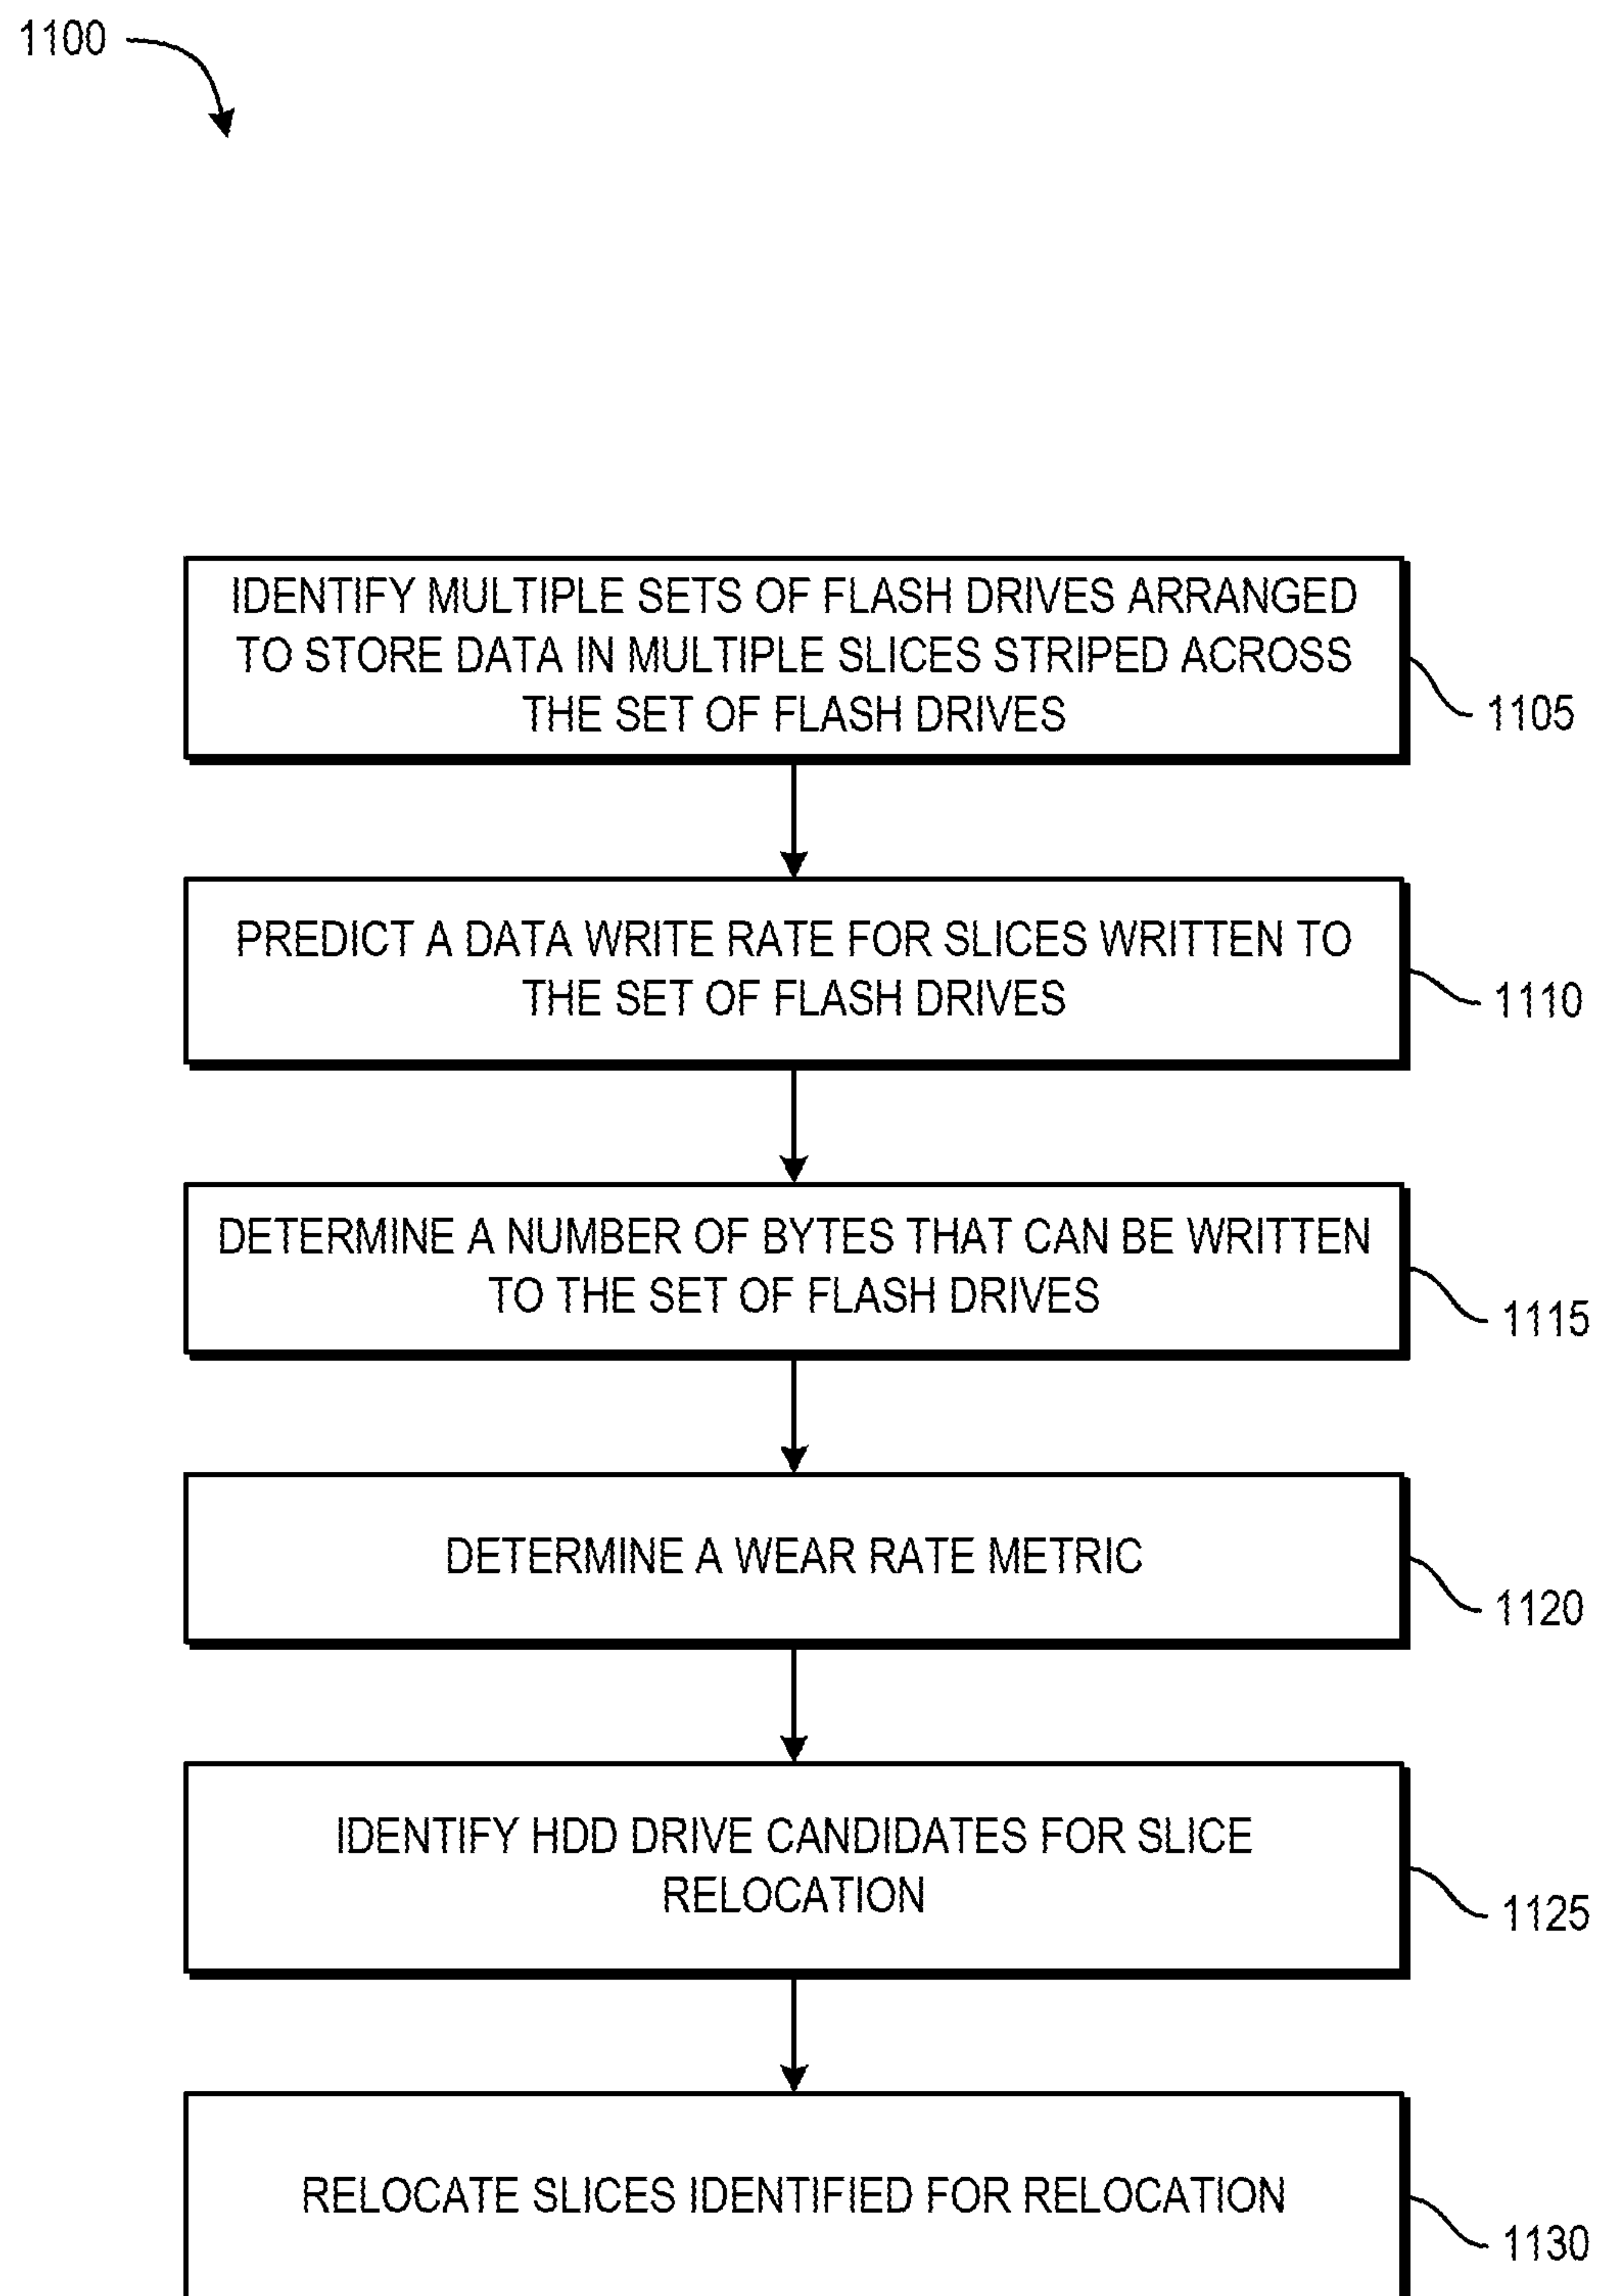 1100
IDENTIFY MULTIPLE SETS OF FLASH DRIVES ARRANGED
TO STORE DATA IN MULTIPLE SLICES STRIPED ACROSS
THE SET OF FLASH DRIVES
1105
PREDICT A DATA WRITE RATE FOR SLICES WRITTEN TO
THE SET OF FLASH DRIVES
1110
DETERMINE A NUMBER OF BYTES THAT CAN BE WRITTEN
TO THE SET OF FLASH DRIVES
1115
DETERMINE A WEAR RATE METRIC
1120
IDENTIFY HDD DRIVE CANDIDATES FOR SLICE
RELOCATION
1125
RELOCATE SLICES IDENTIFIED FOR RELOCATION
1130